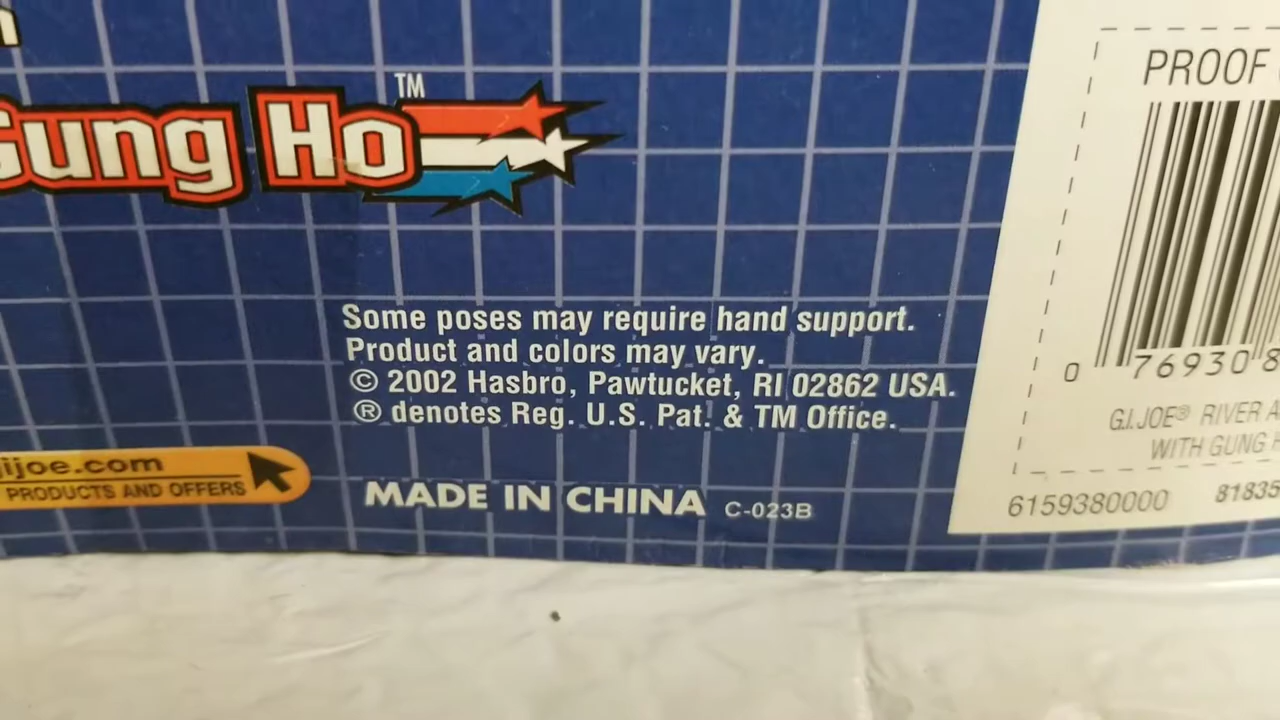 Gung Ho™
Some poses may require hand support.
Product and colors may vary.
© 2002 Hasbro, Pawtucket, RI 02862 USA.
® denotes Reg. U.S. Pat. & TM Office.
ijoe.com
PRODUCTS AND OFFERS
MADE IN CHINA C-023B
PROOF
0 76930 8
G.I. JOE® RIVER
WITH GUNG
6159380000 81835